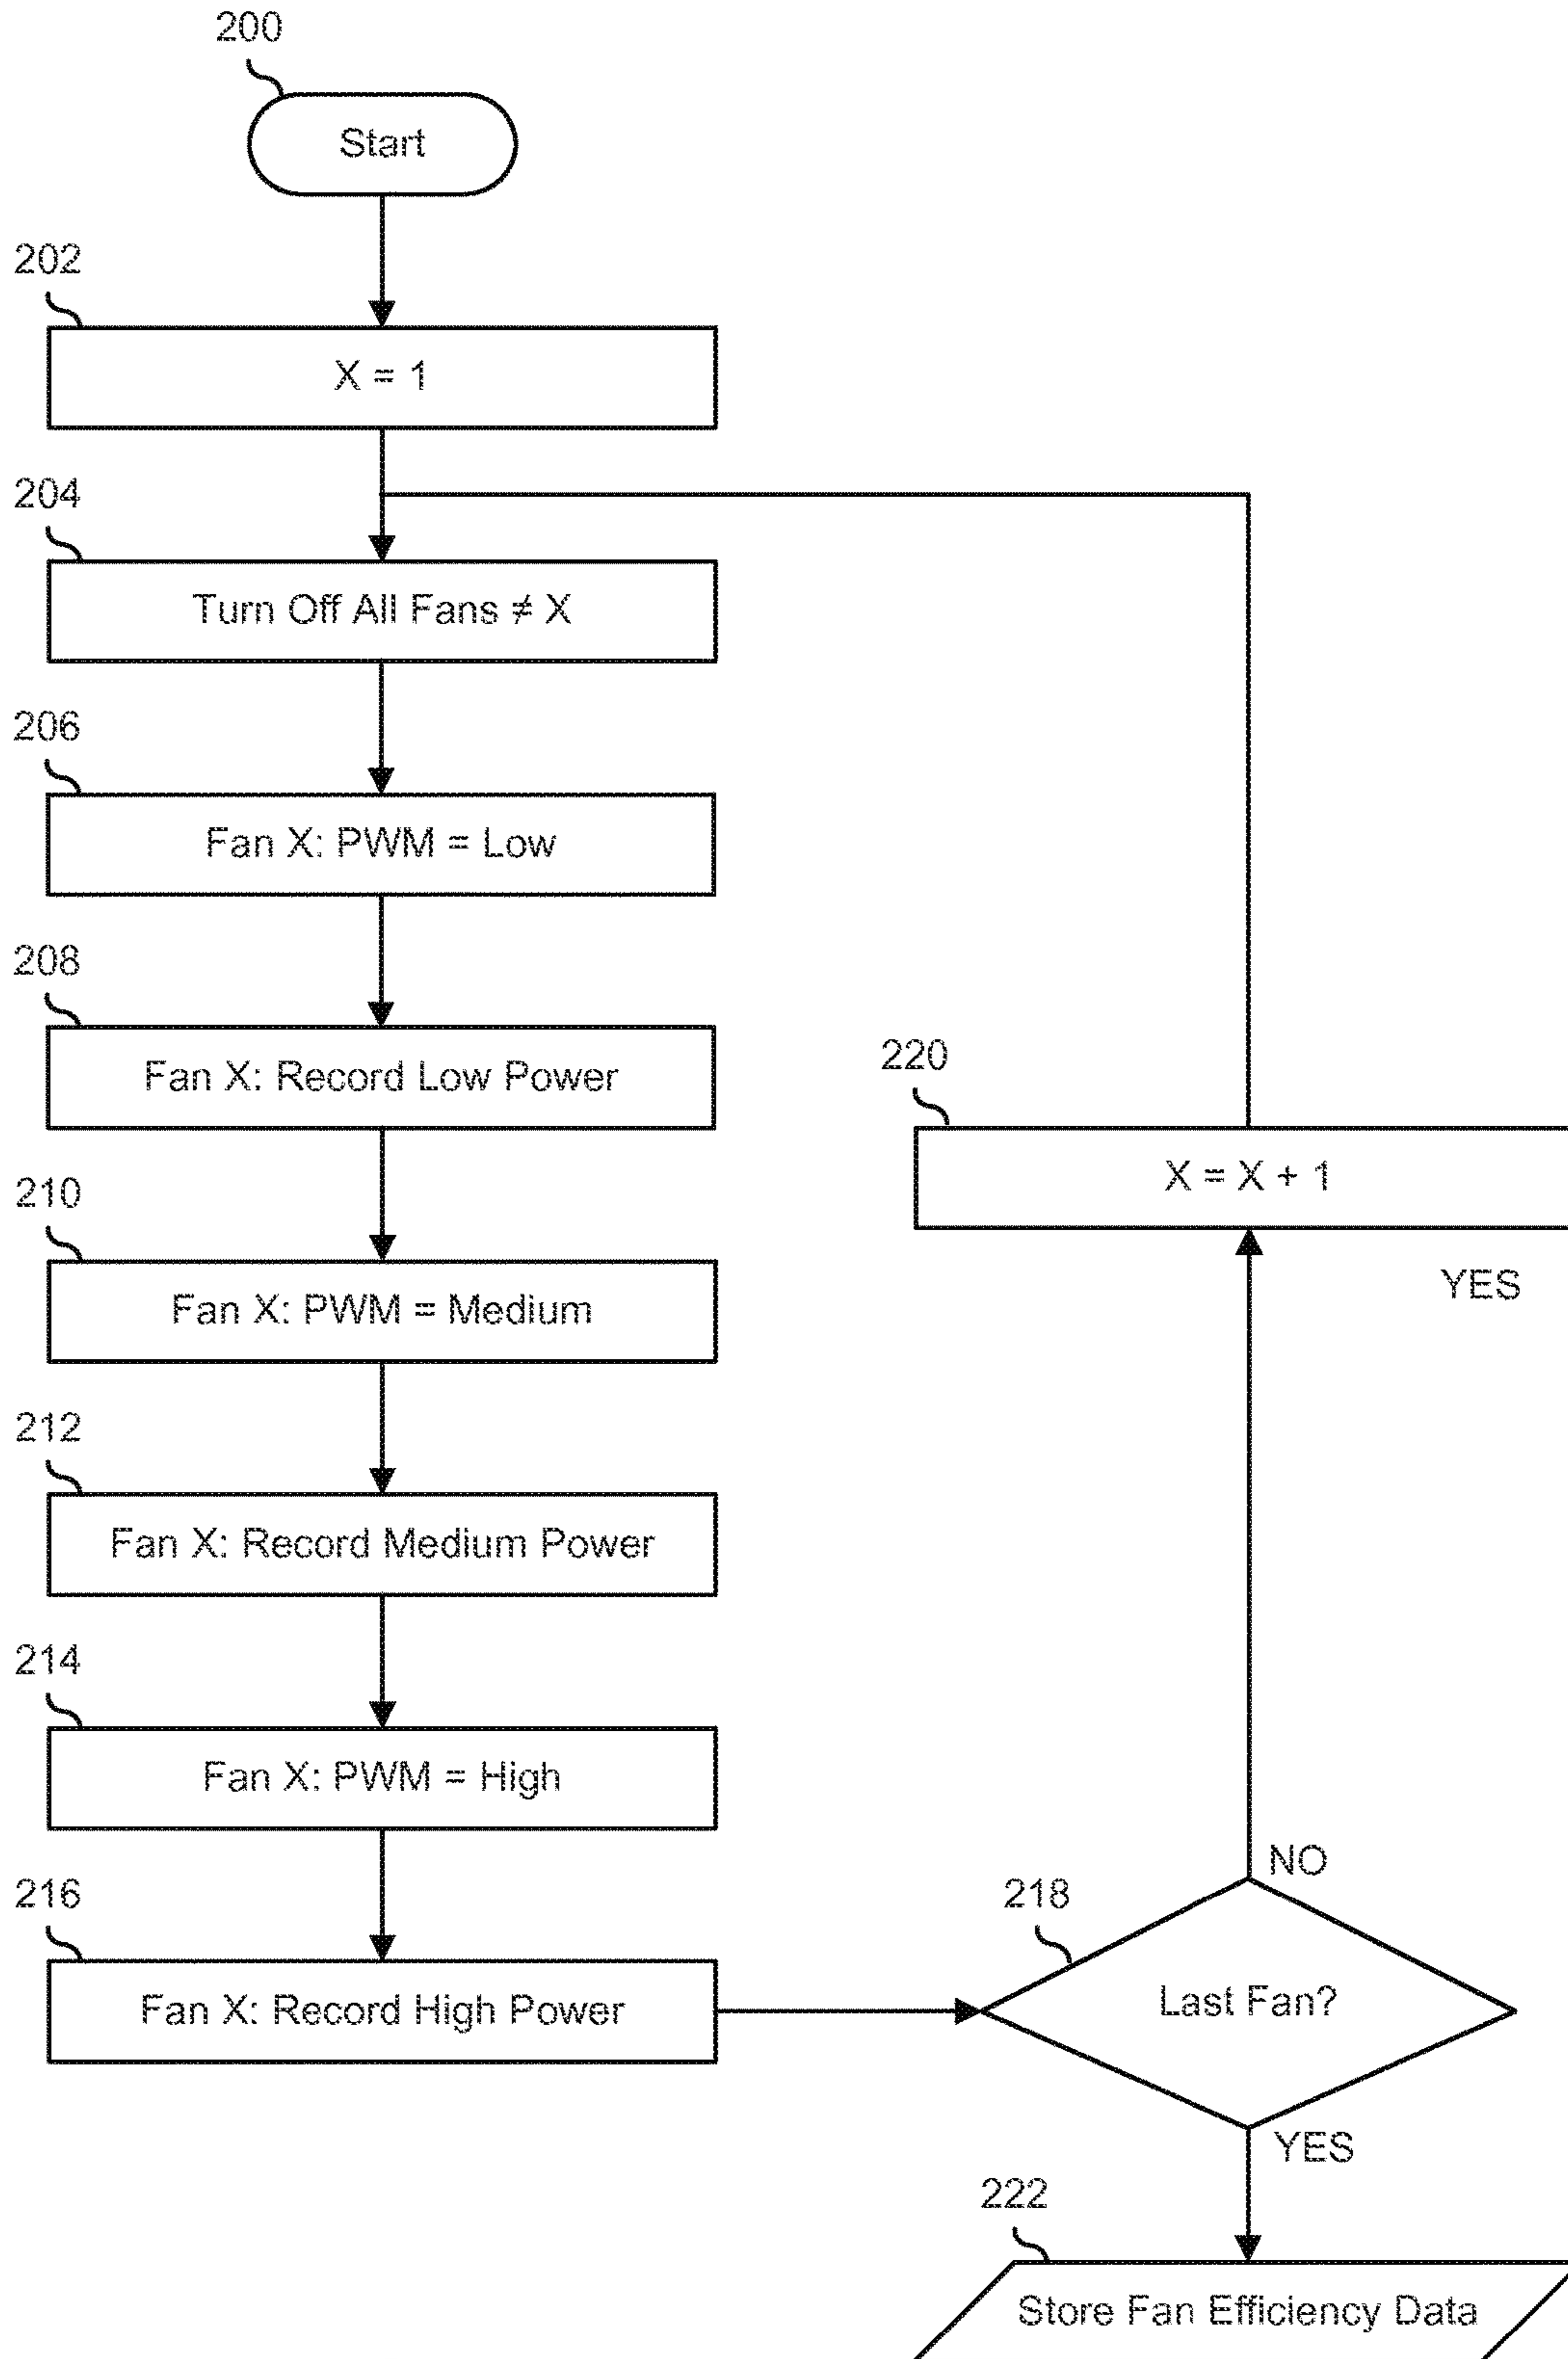 200
Start
202
X = 1
204
Turn Off All Fans ≠ X
206
Fan X: PWM = Low
208
Fan X: Record Low Power
210
Fan X: PWM = Medium
212
Fan X: Record Medium Power
214
Fan X: PWM = High
216
Fan X: Record High Power
220
X = X + 1
YES
NO
218
Last Fan?
YES
222
Store Fan Efficiency Data